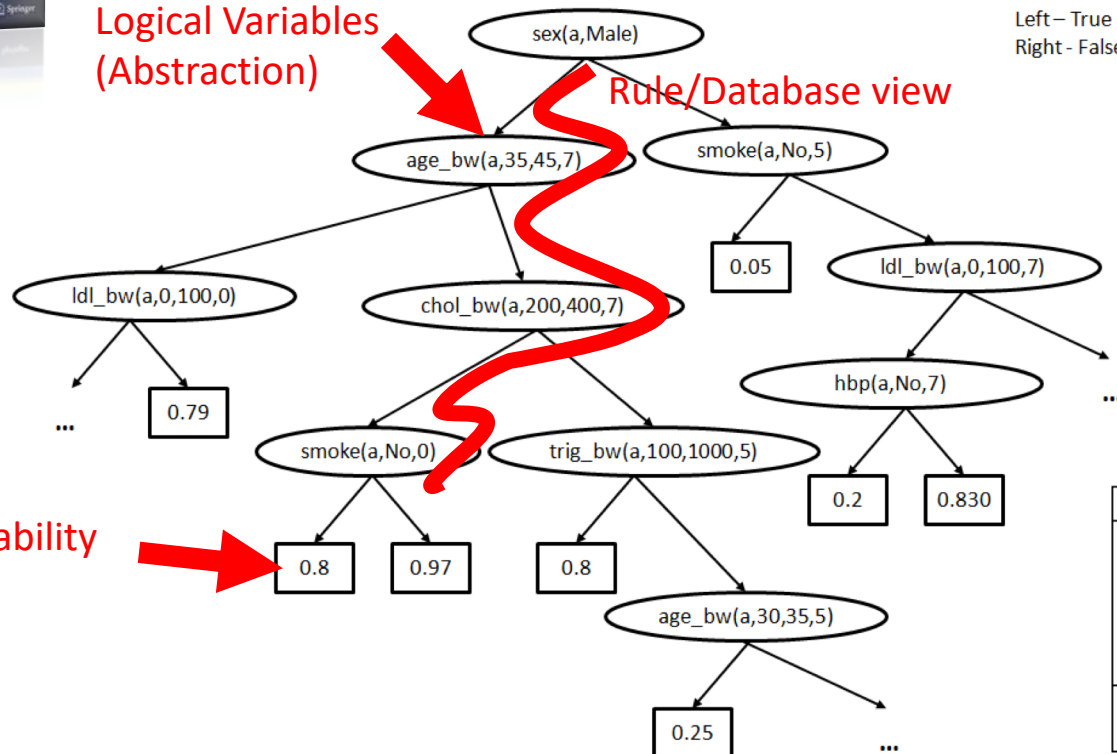 Springer
Logical Variables
(Abstraction)
sex(a,Male)
Left – True
Right - False
Rule/Database view
age_bw(a,35,45,7)
smoke(a,No,5)
0.05
ldl_bw(a,0,100,7)
ldl_bw(a,0,100,0)
chol_bw(a,200,400,7)
hbp(a,No,7)
...
...
0.79
smoke(a,No,0)
trig_bw(a,100,1000,5)
0.2
0.830
ability
0.8
0.97
0.8
age_bw(a,30,35,5)
0.25
...